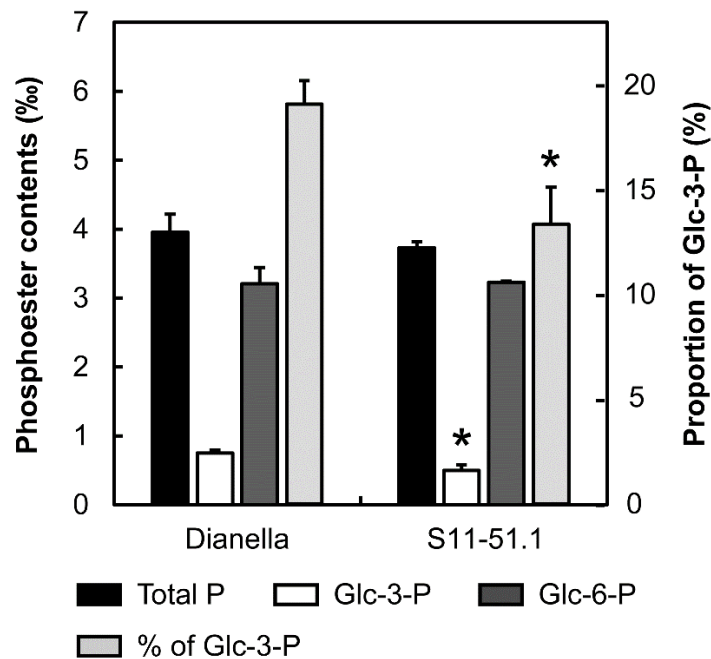 Phosphoester contents (‰)
7
6
5
4
3
2
1
0
*
*
20
15
10
5
0
Proportion of Glc-3-P (%)
Dianella
S11-51.1
Total P
Glc-3-P
Glc-6-P
% of Glc-3-P